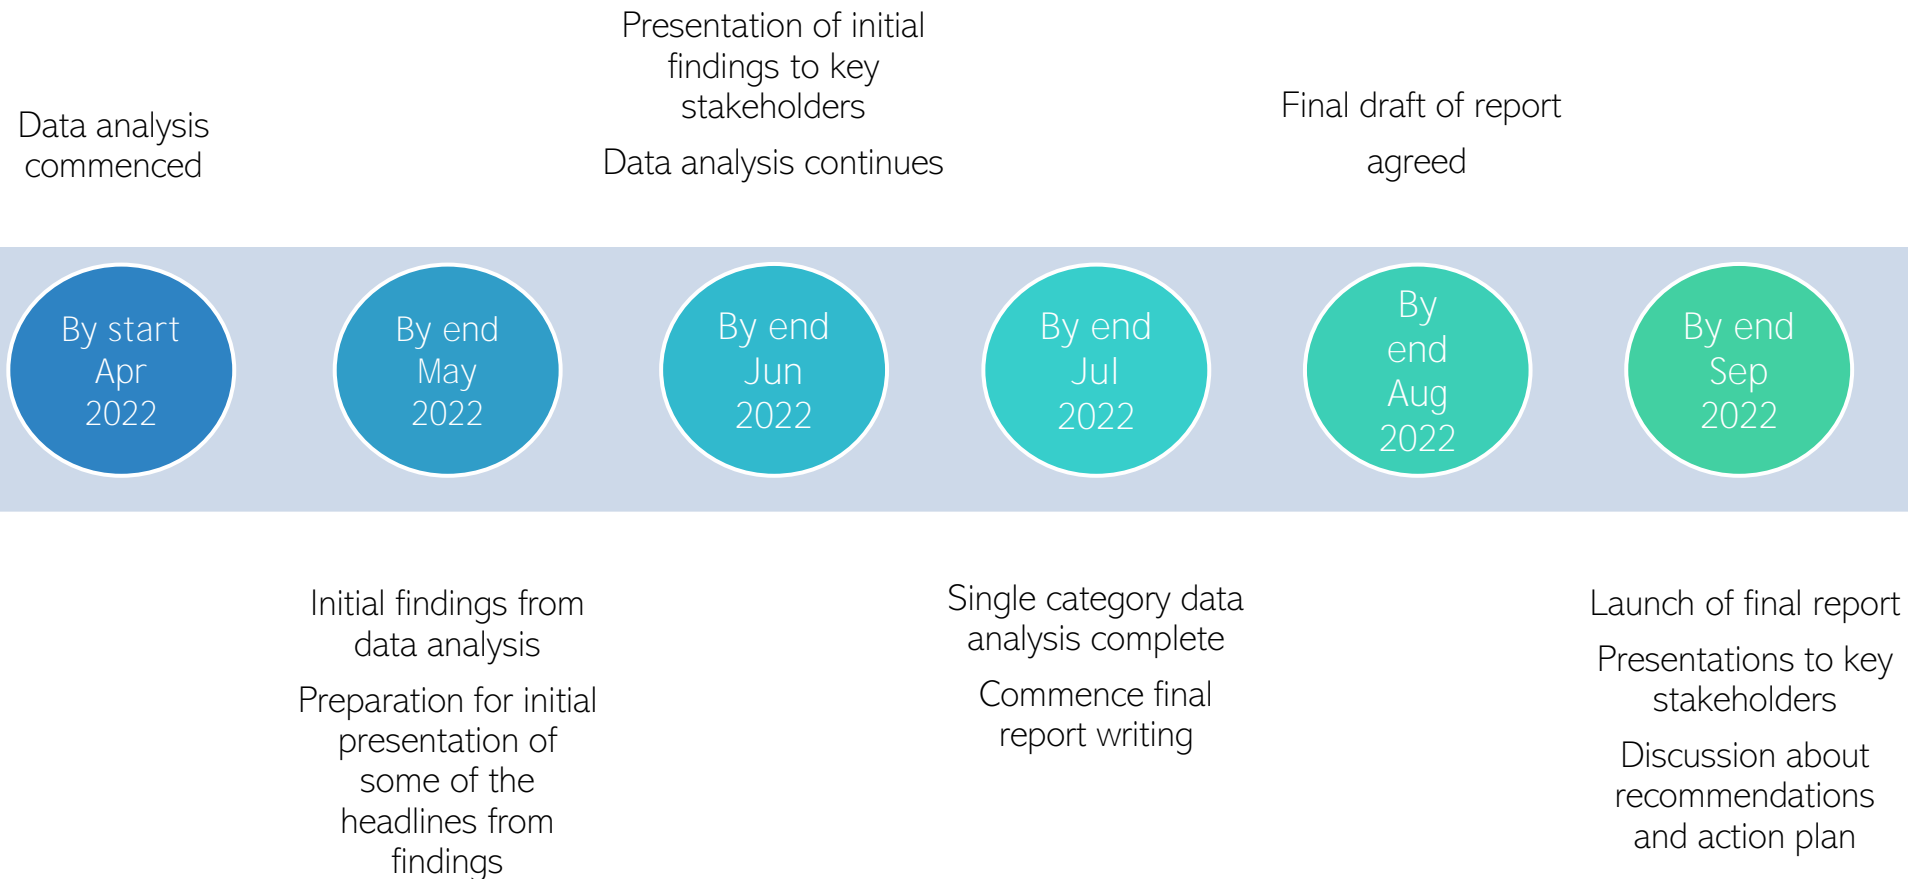 Presentation of initial
findings to key
stakeholders
Data analysis continues
Data analysis
commenced
Final draft of report
agreed
By start
Apr
2022
By end
May
2022
By end
Jun
2022
By end
Jul
2022
By
end
Aug
2022
By end
Sep
2022
Initial findings from
data analysis
Preparation for initial
presentation of
some of the
headlines from
findings
Single category data
analysis complete
Commence final
report writing
Launch of final report
Presentations to key
stakeholders
Discussion about
recommendations
and action plan